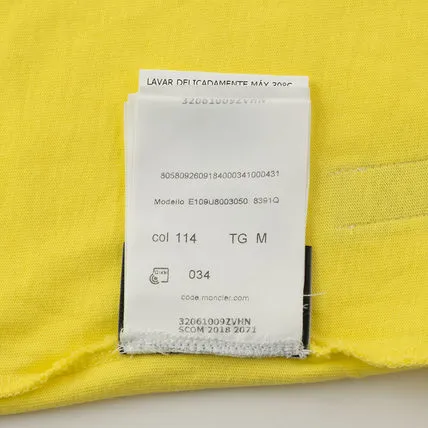 LAVAR DELICADAMENTE MÁX 30°C
32061009ZVHN
8058092609184000341000431
Modello E109U8003050 8391Q
col 114 TG M
034
code.moncler.com
32061009ZVHN
SCOM 2018 2071